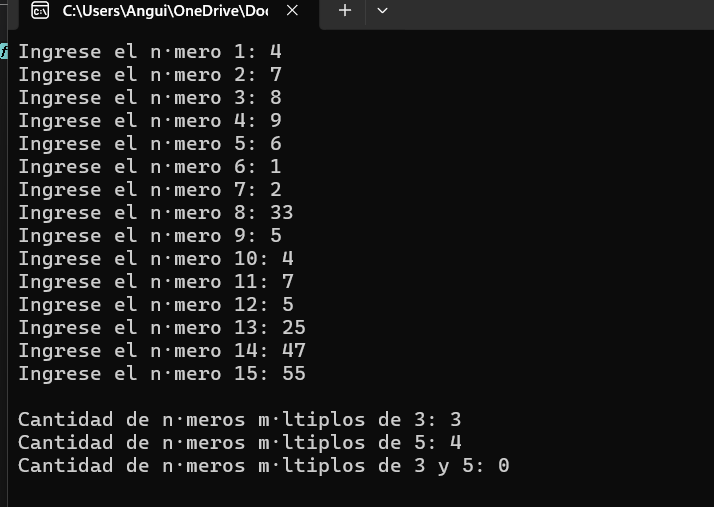 C:\Users\Angui\OneDrive\Doc
Ingrese el n·mero 1: 4
Ingrese el n·mero 2: 7
Ingrese el n·mero 3: 8
Ingrese el n·mero 4: 9
Ingrese el n·mero 5: 6
Ingrese el n·mero 6: 1
Ingrese el n·mero 7: 2
Ingrese el n·mero 8: 33
Ingrese el n·mero 9: 5
Ingrese el n·mero 10: 4
Ingrese el n·mero 11: 7
Ingrese el n·mero 12: 5
Ingrese el n·mero 13: 25
Ingrese el n·mero 14: 47
Ingrese el n·mero 15: 55
Cantidad de n·meros m·ltiplos de 3: 3
Cantidad de n·meros m·ltiplos de 5: 4
Cantidad de n·meros m·ltiplos de 3 y 5: 0